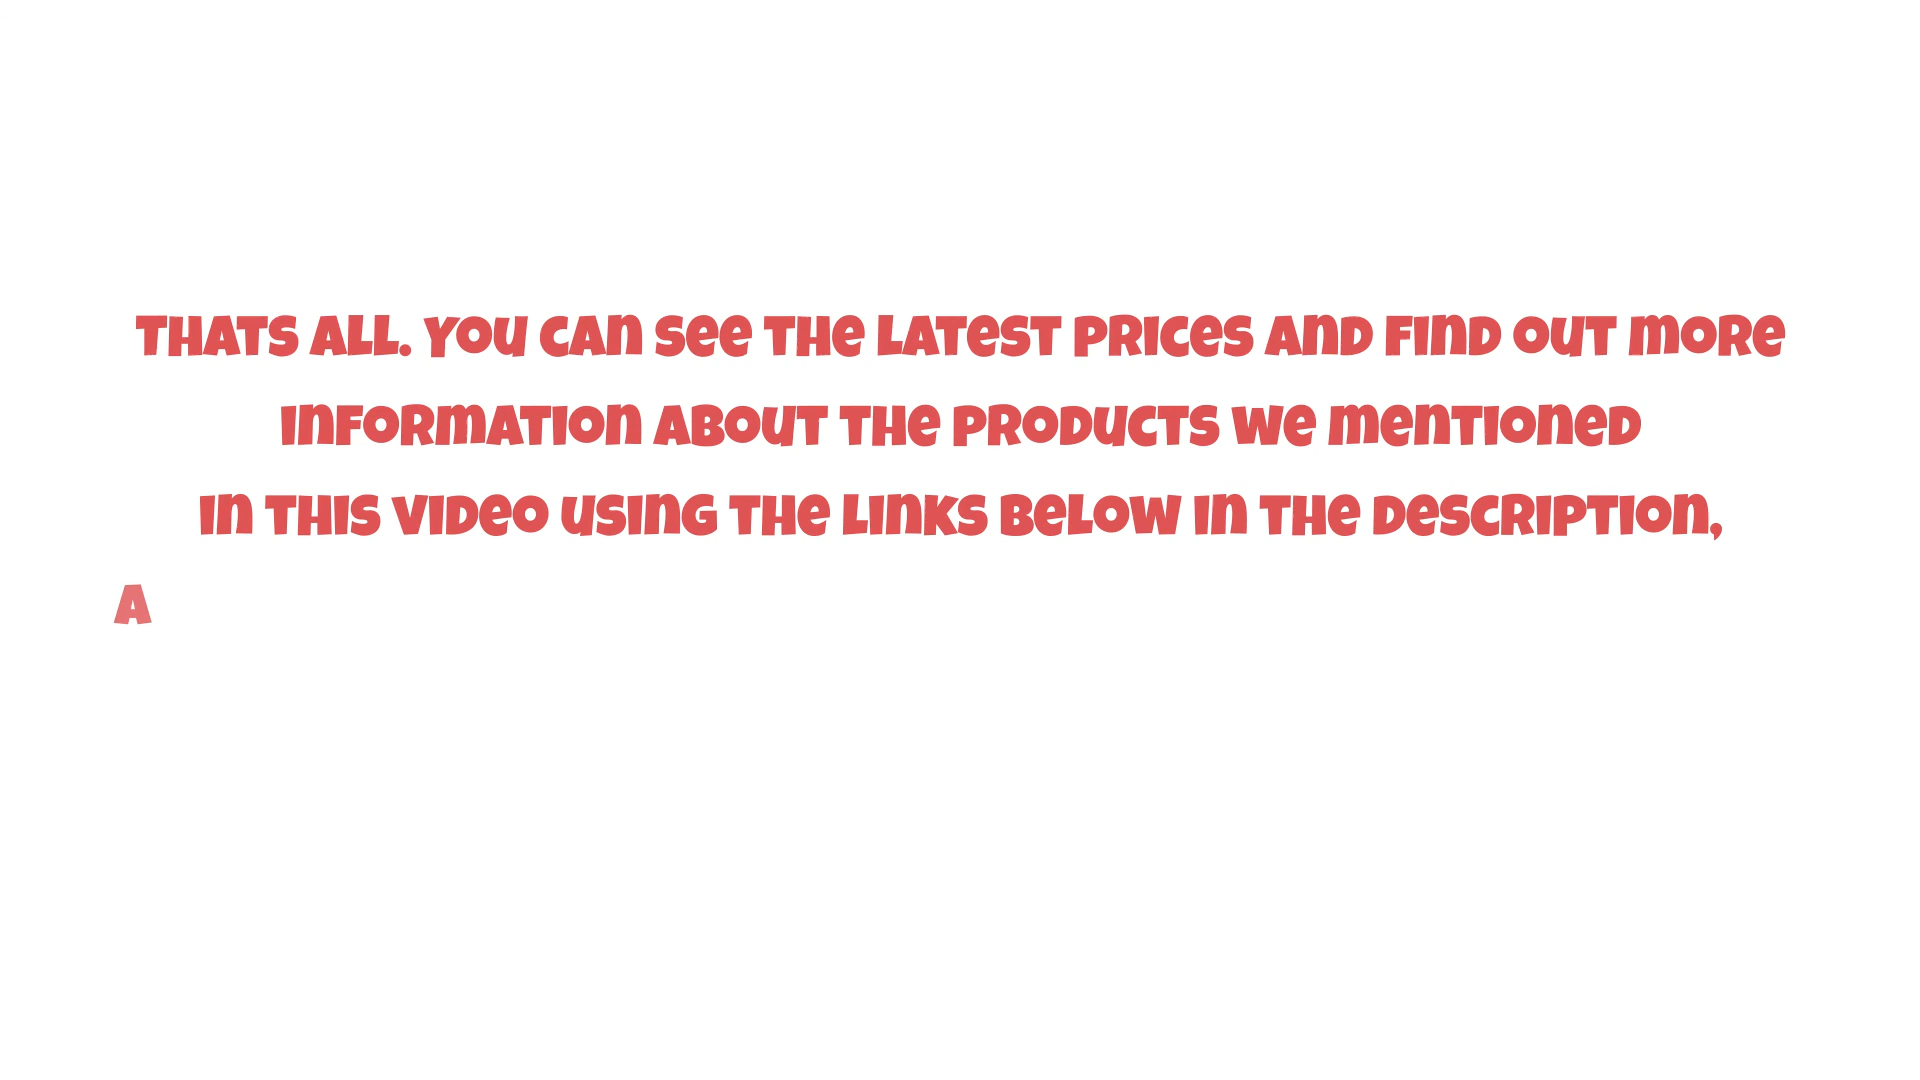 THATS ALL. YOU CAN SEE THE LATEST PRICES AND FIND OUT MORE
INFORMATION ABOUT THE PRODUCTS WE MENTIONED
IN THIS VIDEO USING THE LINKS BELOW IN THE DESCRIPTION,
A